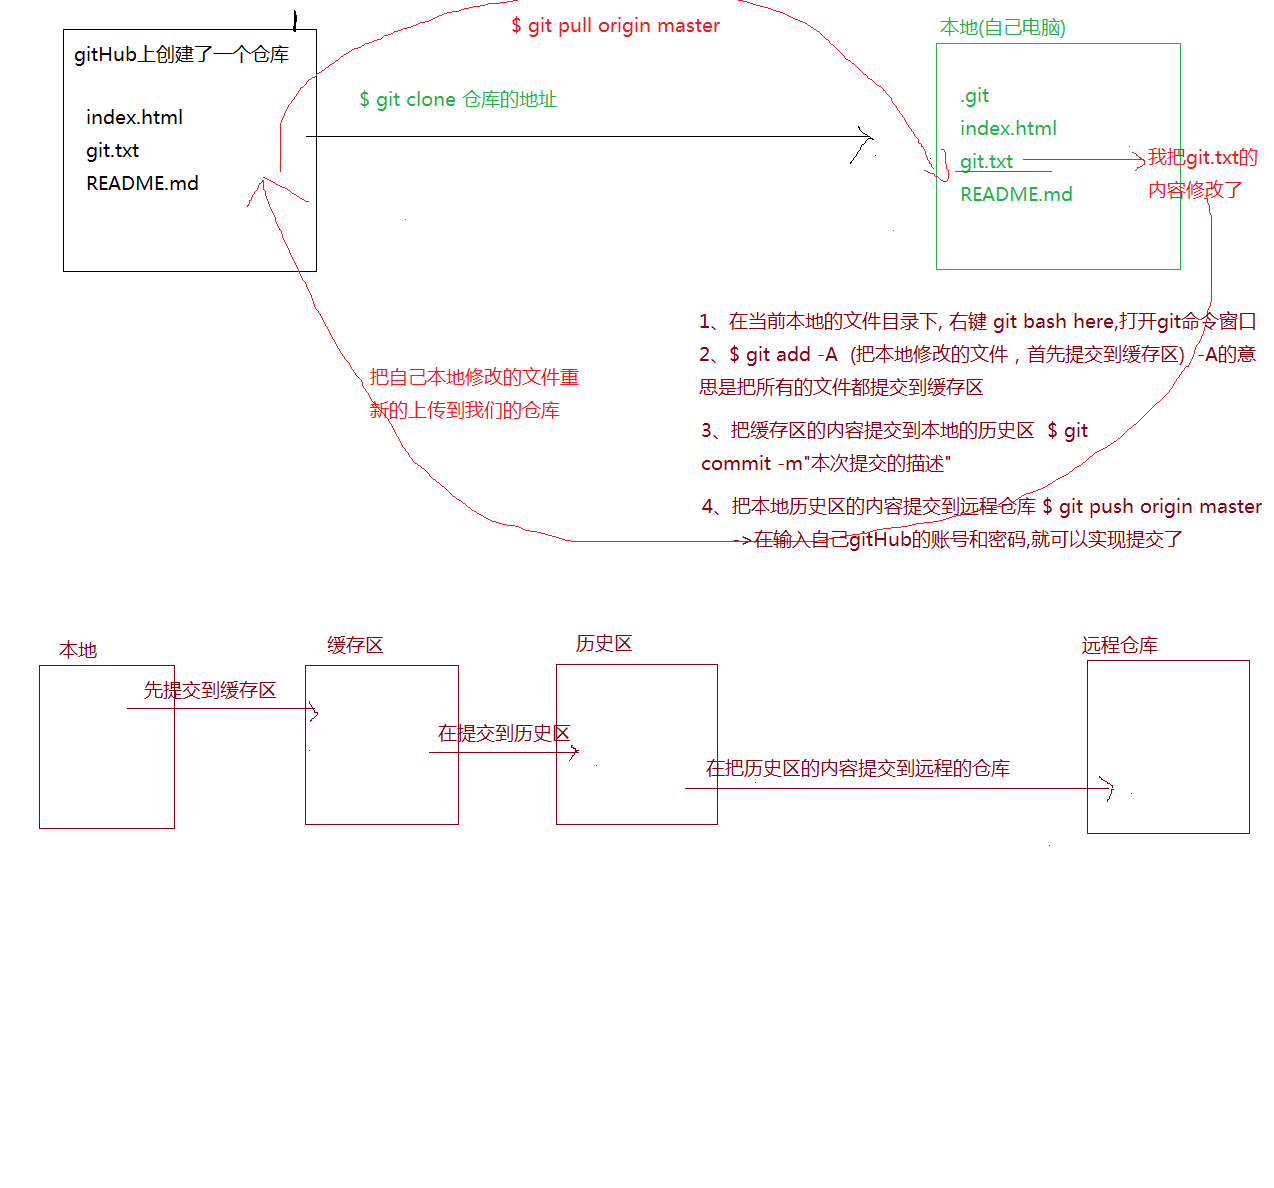 $ git pull origin master
本地(自己电脑)
gitHub上创建了一个仓库
$ git clone 仓库的地址
index.html
git.txt
README.md
.git
index.html
git.txt
README.md
我把git.txt的
内容修改了
1、在当前本地的文件目录下, 右键 git bash here,打开git命令窗口
2、$ git add -A  (把本地修改的文件，首先提交到缓存区)  -A的意
思是把所有的文件都提交到缓存区
把自己本地修改的文件重
新的上传到我们的仓库
3、把缓存区的内容提交到本地的历史区  $ git
commit -m"本次提交的描述"
4、把本地历史区的内容提交到远程仓库 $ git push origin master
->在输入自己gitHub的账号和密码,就可以实现提交了
本地
缓存区
历史区
远程仓库
先提交到缓存区
在提交到历史区
在把历史区的内容提交到远程的仓库